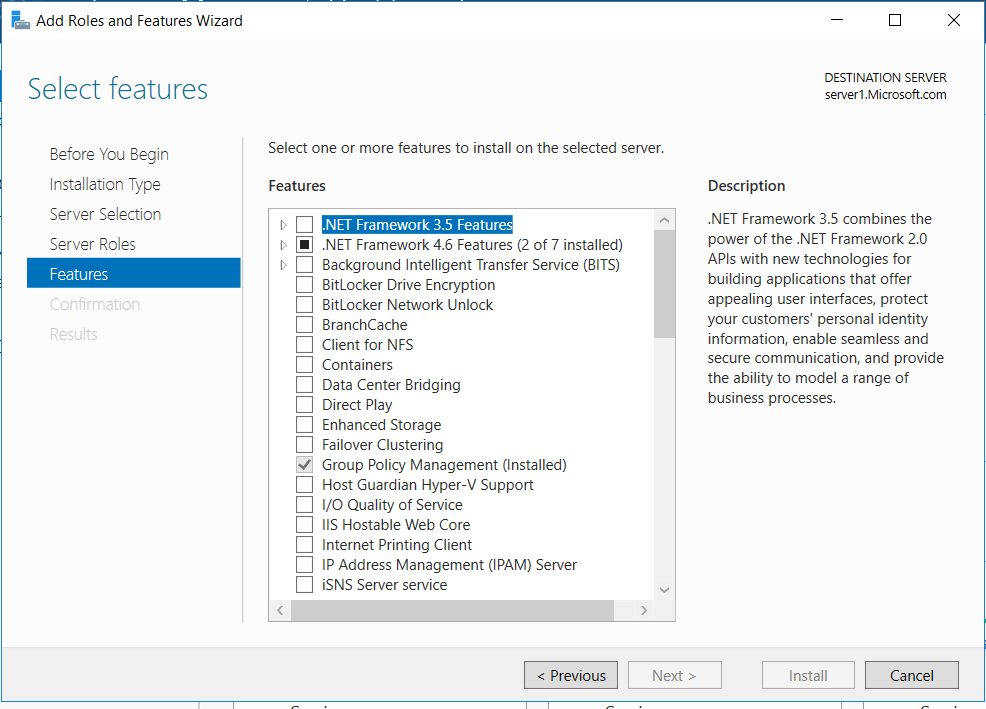 Add Roles and Features Wizard
Select features
DESTINATION SERVER
server1.Microsoft.com
Before You Begin
Installation Type
Server Selection
Server Roles
Features
Confirmation
Results
Select one or more features to install on the selected server.
Features
.NET Framework 3.5 Features
.NET Framework 4.6 Features (2 of 7 installed)
Background Intelligent Transfer Service (BITS)
BitLocker Drive Encryption
BitLocker Network Unlock
BranchCache
Client for NFS
Containers
Data Center Bridging
Direct Play
Enhanced Storage
Failover Clustering
Group Policy Management (Installed)
Host Guardian Hyper-V Support
I/O Quality of Service
IIS Hostable Web Core
Internet Printing Client
IP Address Management (IPAM) Server
iSNS Server service
Description
.NET Framework 3.5 combines the
power of the .NET Framework 2.0
APIs with new technologies for
building applications that offer
appealing user interfaces, protect
your customers' personal identity
information, enable seamless and
secure communication, and provide
the ability to model a range of
business processes.
< Previous
Next >
Install
Cancel